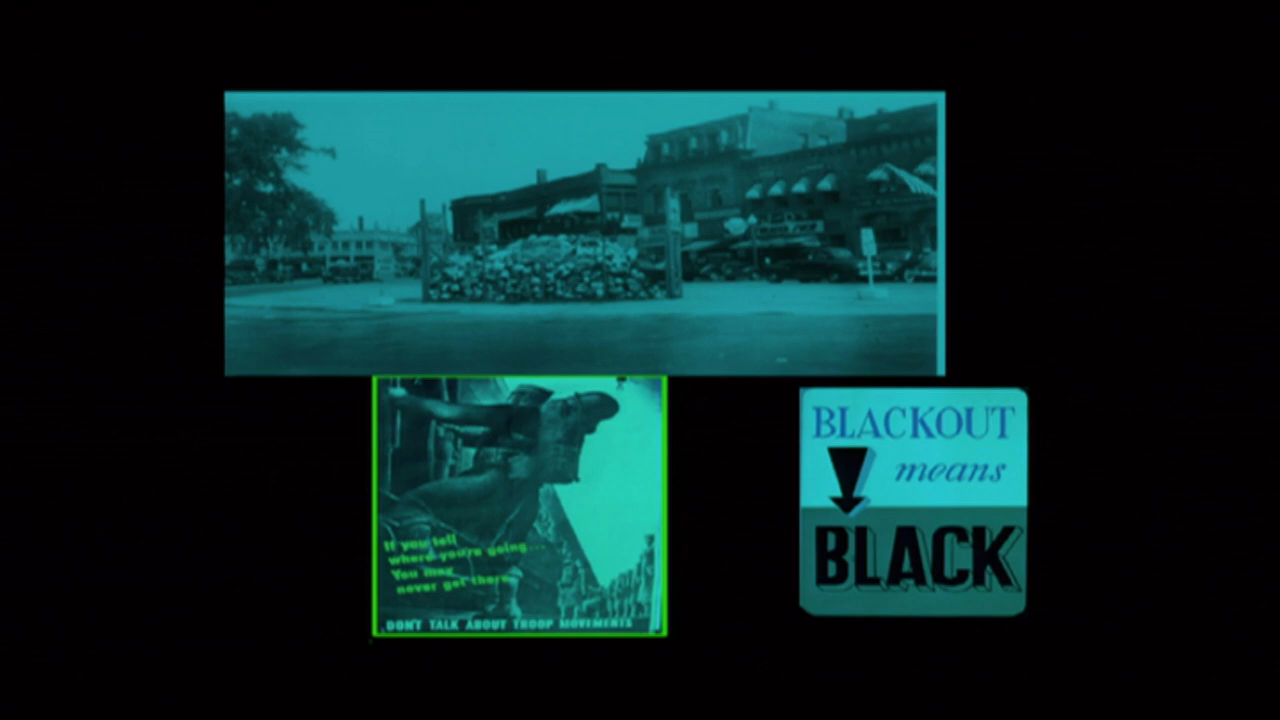 If you tell
where you're going...
You may
never get there
DON'T TALK ABOUT TROOP MOVEMENTS
BLACKOUT
means
BLACK